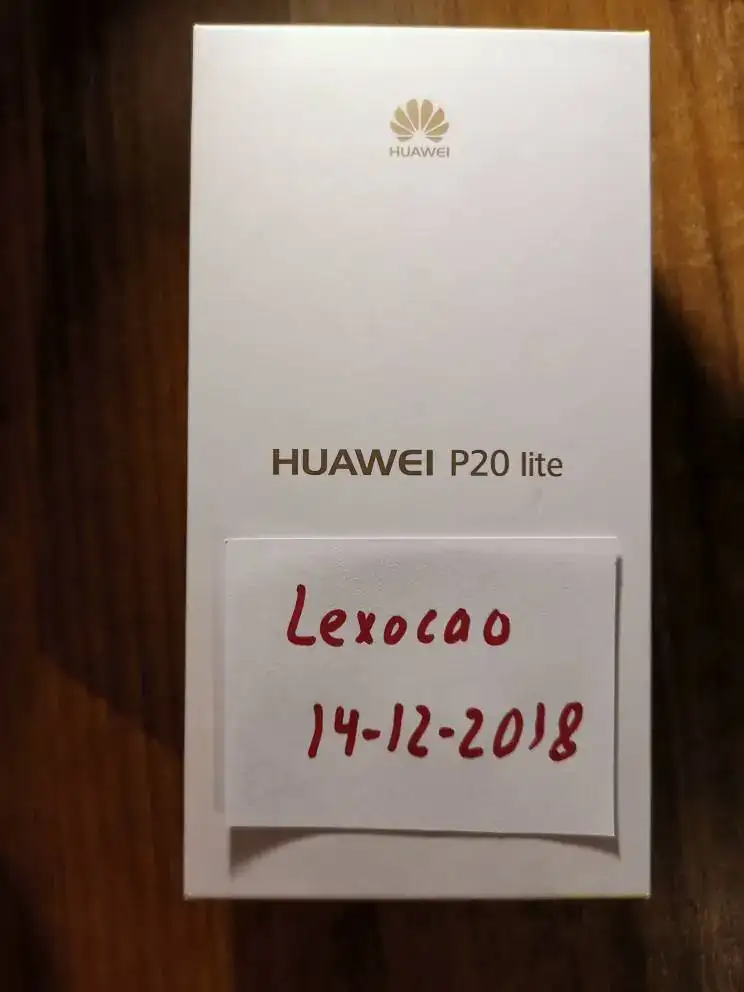 HUAWEI
HUAWEI P20 lite
Lexocao
14-12-2018